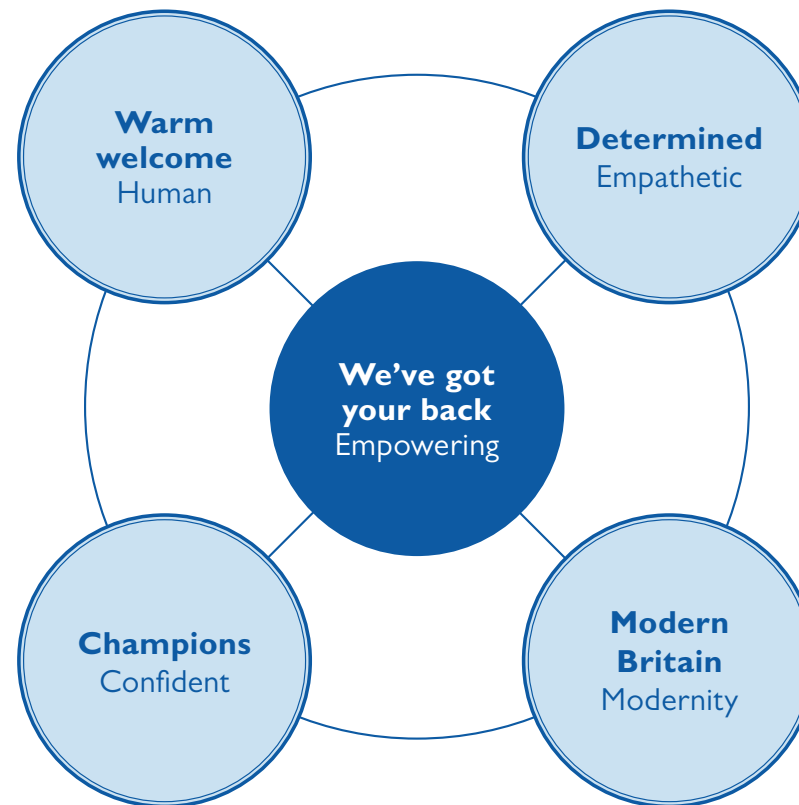 Warm
welcome
Human
Determined
Empathetic
We’ve got
your back
Empowering
Champions
Confident
Modern
Britain
Modernity